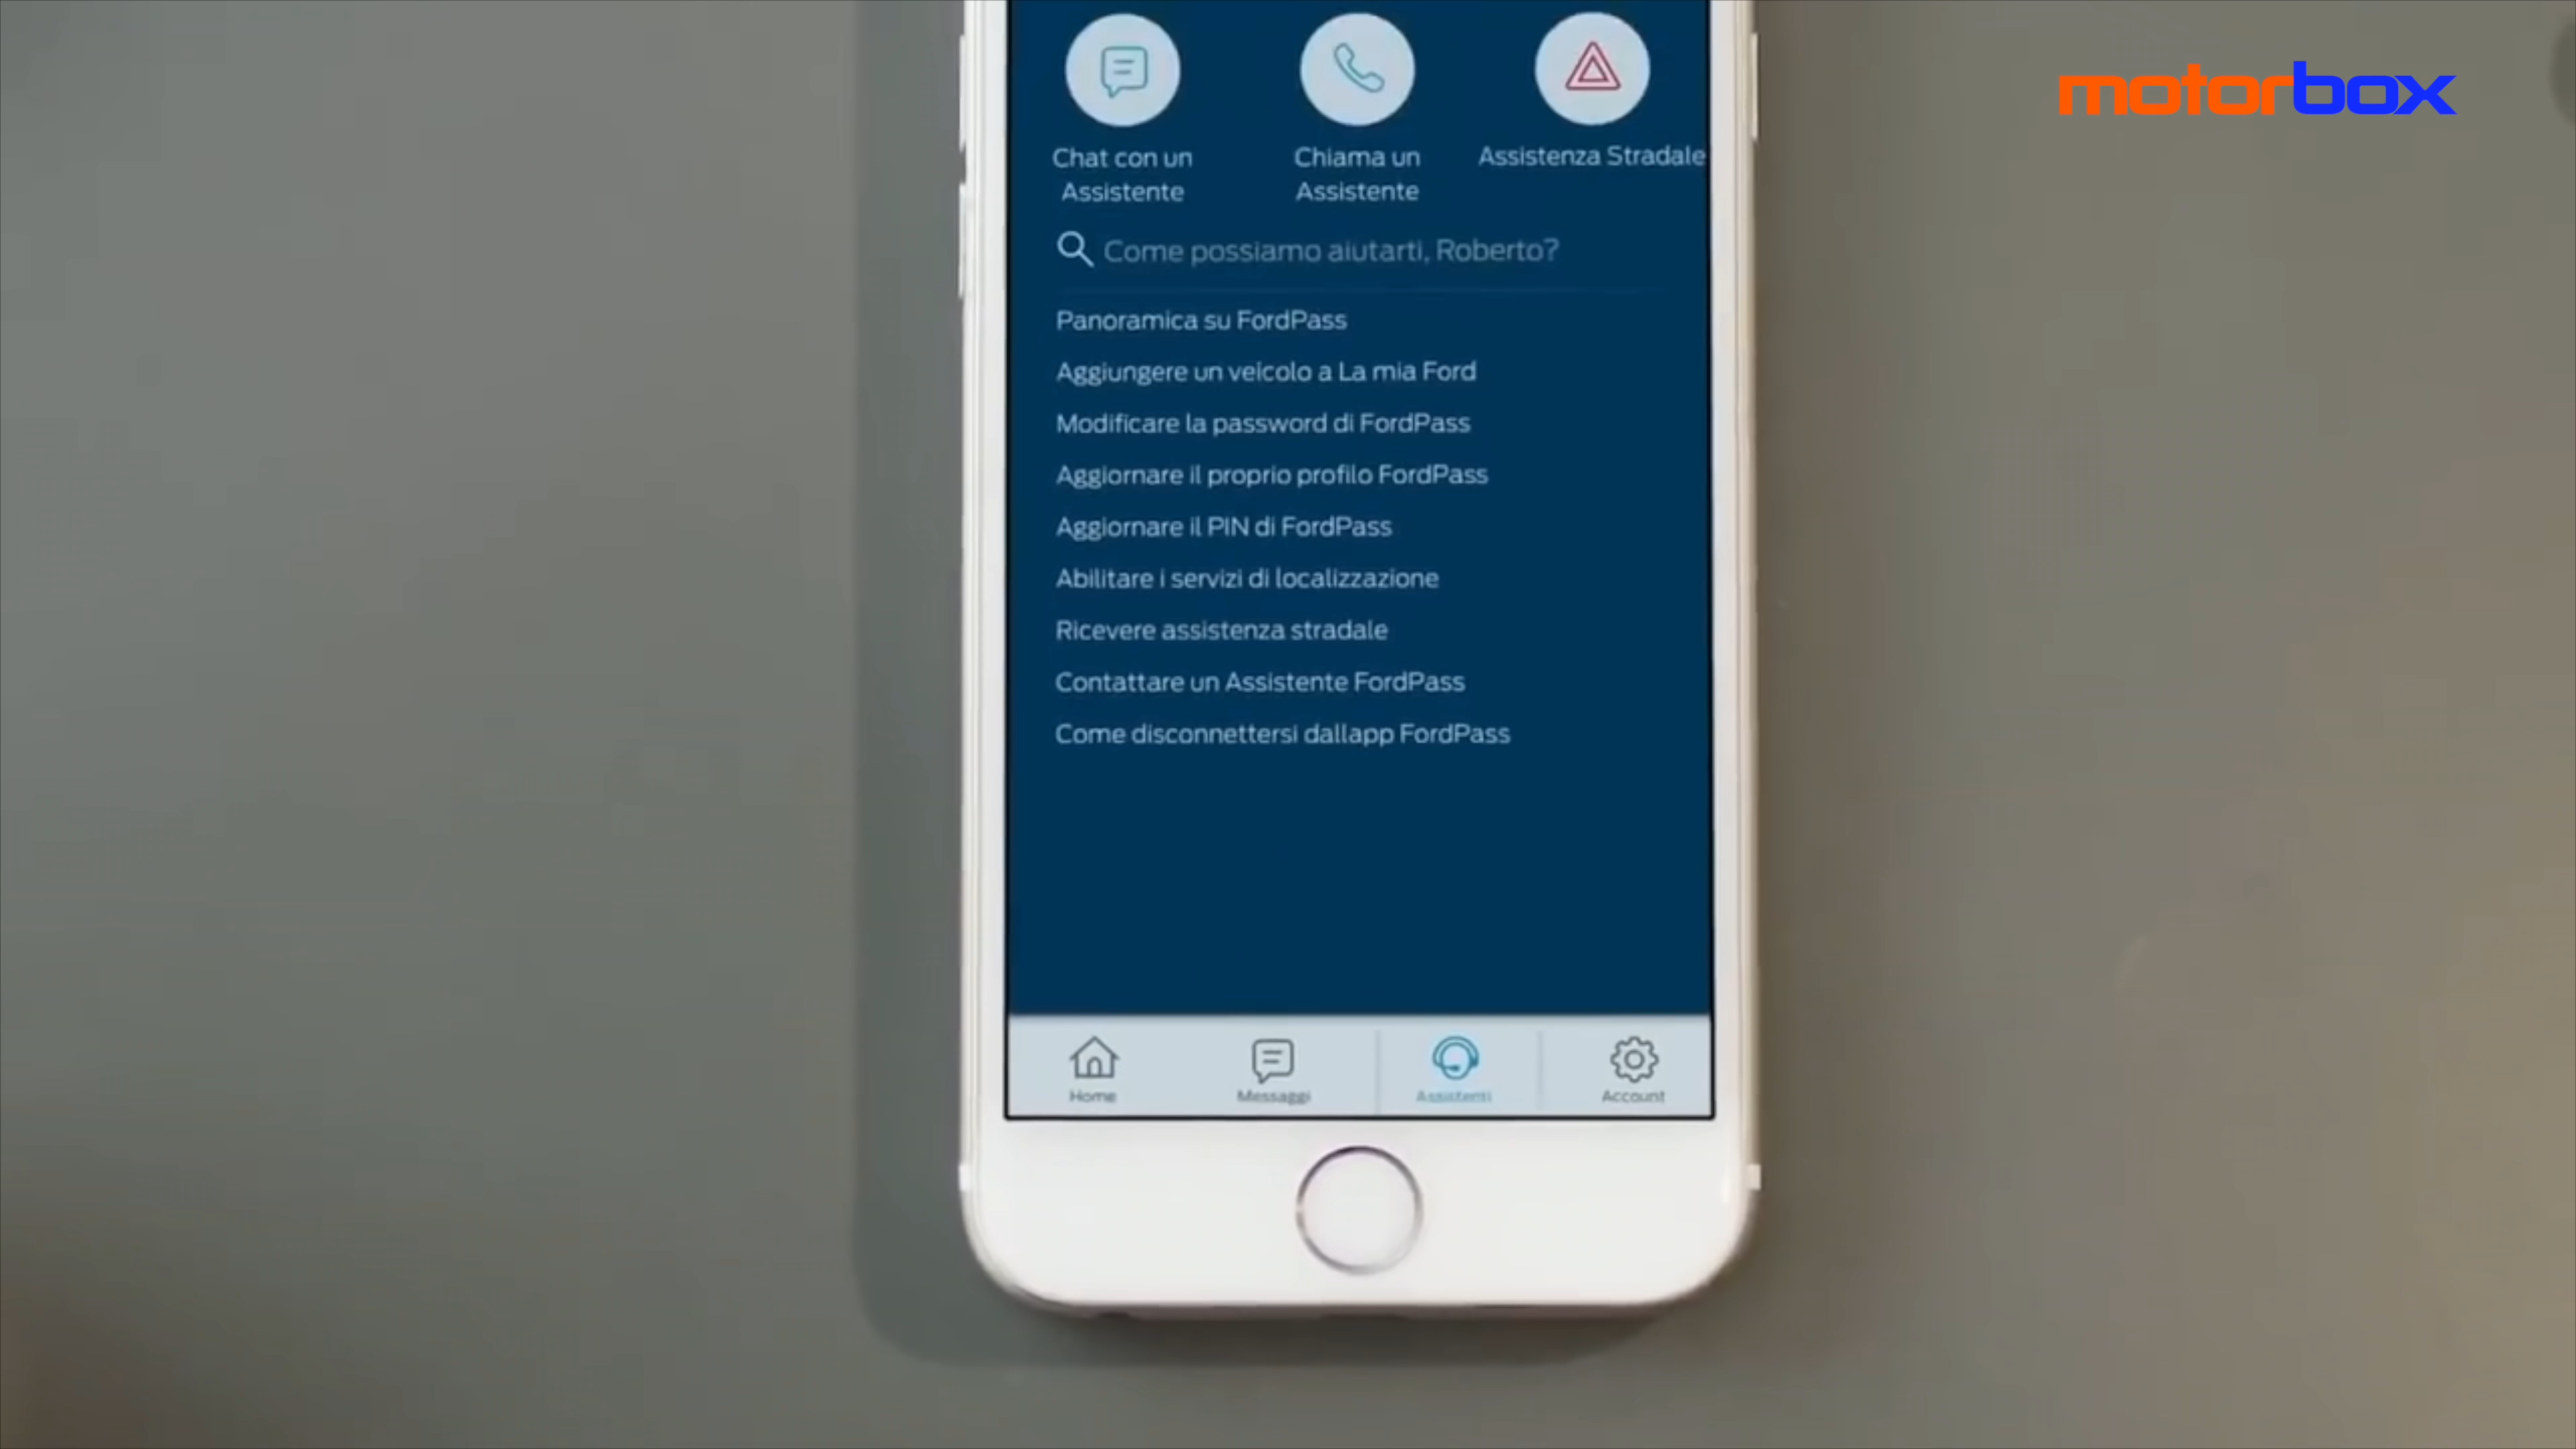 motorbox
Chat con un
Assistente
Chiama un
Assistente
Assistenza Stradale
Come possiamo aiutarti, Roberto?
Panoramica su FordPass
Aggiungere un veicolo a La mia Ford
Modificare la password di FordPass
Aggiornare il proprio profilo FordPass
Aggiornare il PIN di FordPass
Abilitare i servizi di localizzazione
Ricevere assistenza stradale
Contattare un Assistente FordPass
Come disconnettersi dallapp FordPass
Home
Messaggi
Assistenti
Account